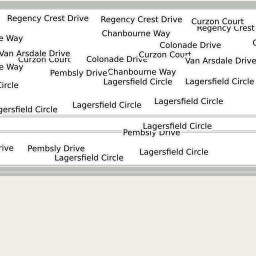 Regency Crest Drive
Regency Crest Drive
Curzon Court
Regency Crest
Chanbourne Way
e Way
Colonade Drive
Van Arsdale Drive
Curzon Court
Curzon Court
Colonade Drive
Van Arsdale Drive
e Way
Pembsly Drive
Chanbourne Way
Lagersfield Circle
Lagersfield Circle
Circle
Lagersfield Circle
Lagersfield Circle
gersfield Circle
Lagersfield Circle
Pembsly Drive
rive
Pembsly Drive
Lagersfield Circle
Lagersfield Circle